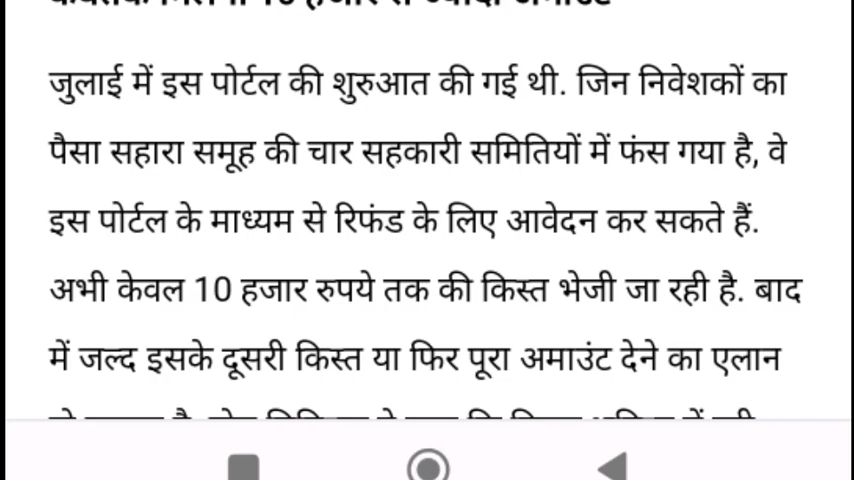 जुलाई में इस पोर्टल की शुरुआत की गई थी. जिन निवेशकों का
पैसा सहारा समूह की चार सहकारी समितियों में फंस गया है, वे
इस पोर्टल के माध्यम से रिफंड के लिए आवेदन कर सकते हैं.
अभी केवल 10 हजार रुपये तक की किस्त भेजी जा रही है. बाद
में जल्द इसके दूसरी किस्त या फिर पूरा अमाउंट देने का एलान